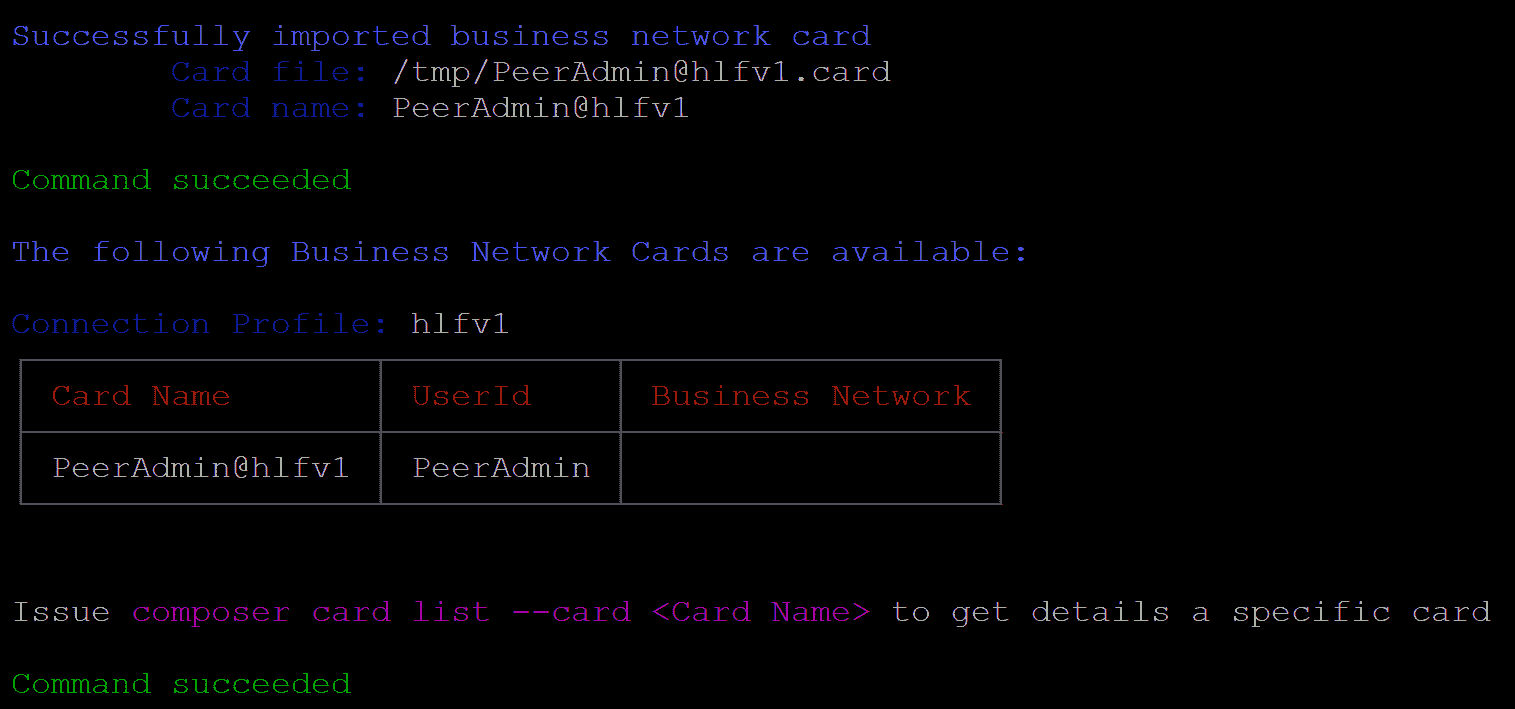 Successfully imported business network card
Card file: /tmp/PeerAdmin@hlfv1.card
Card name: PeerAdmin@hlfv1
Command succeeded
The following Business Network Cards are available:
Connection Profile: hlfv1
Card Name UserId Business Network
PeerAdmin@hlfv1 PeerAdmin
Issue composer card list --card <Card Name> to get details a specific card
Command succeeded